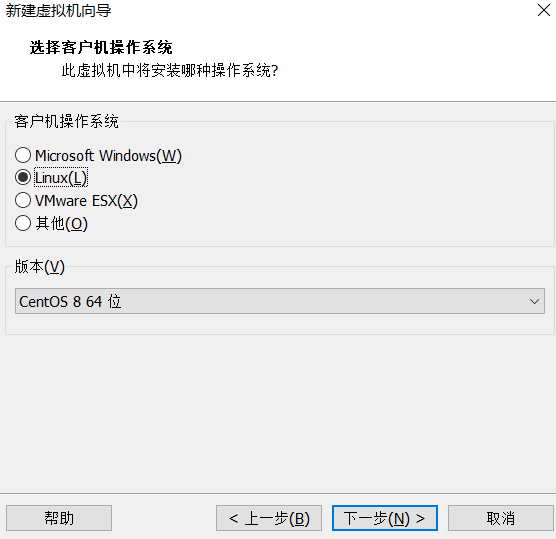 新建虚拟机向导
选择客户机操作系统
此虚拟机中将安装哪种操作系统?
客户机操作系统
Microsoft Windows(W)
Linux(L)
VMware ESX(X)
其他(O)
版本(V)
CentOS 8 64 位
帮助
< 上一步(B)
下一步(N) >
取消